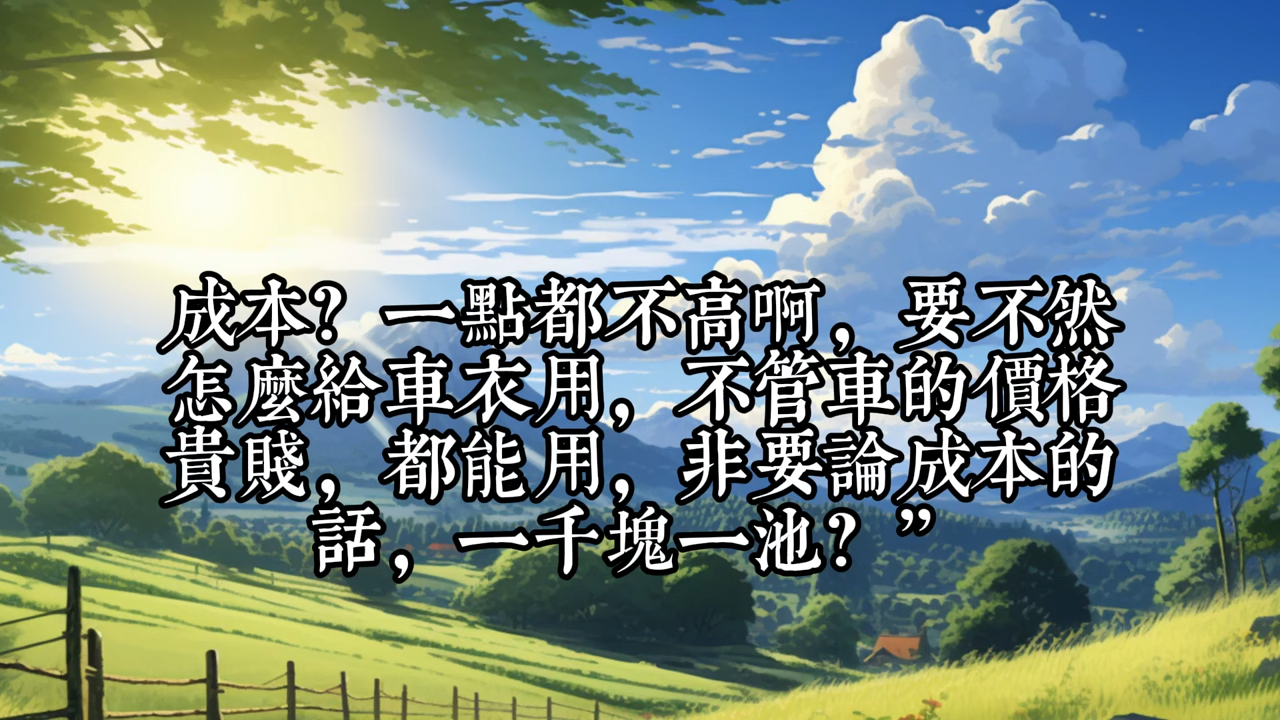 成本？一點都不高啊，要不然
怎麼給車衣用，不管車的價格
貴賤，都能用，非要論成本的
話，一千塊一池？”